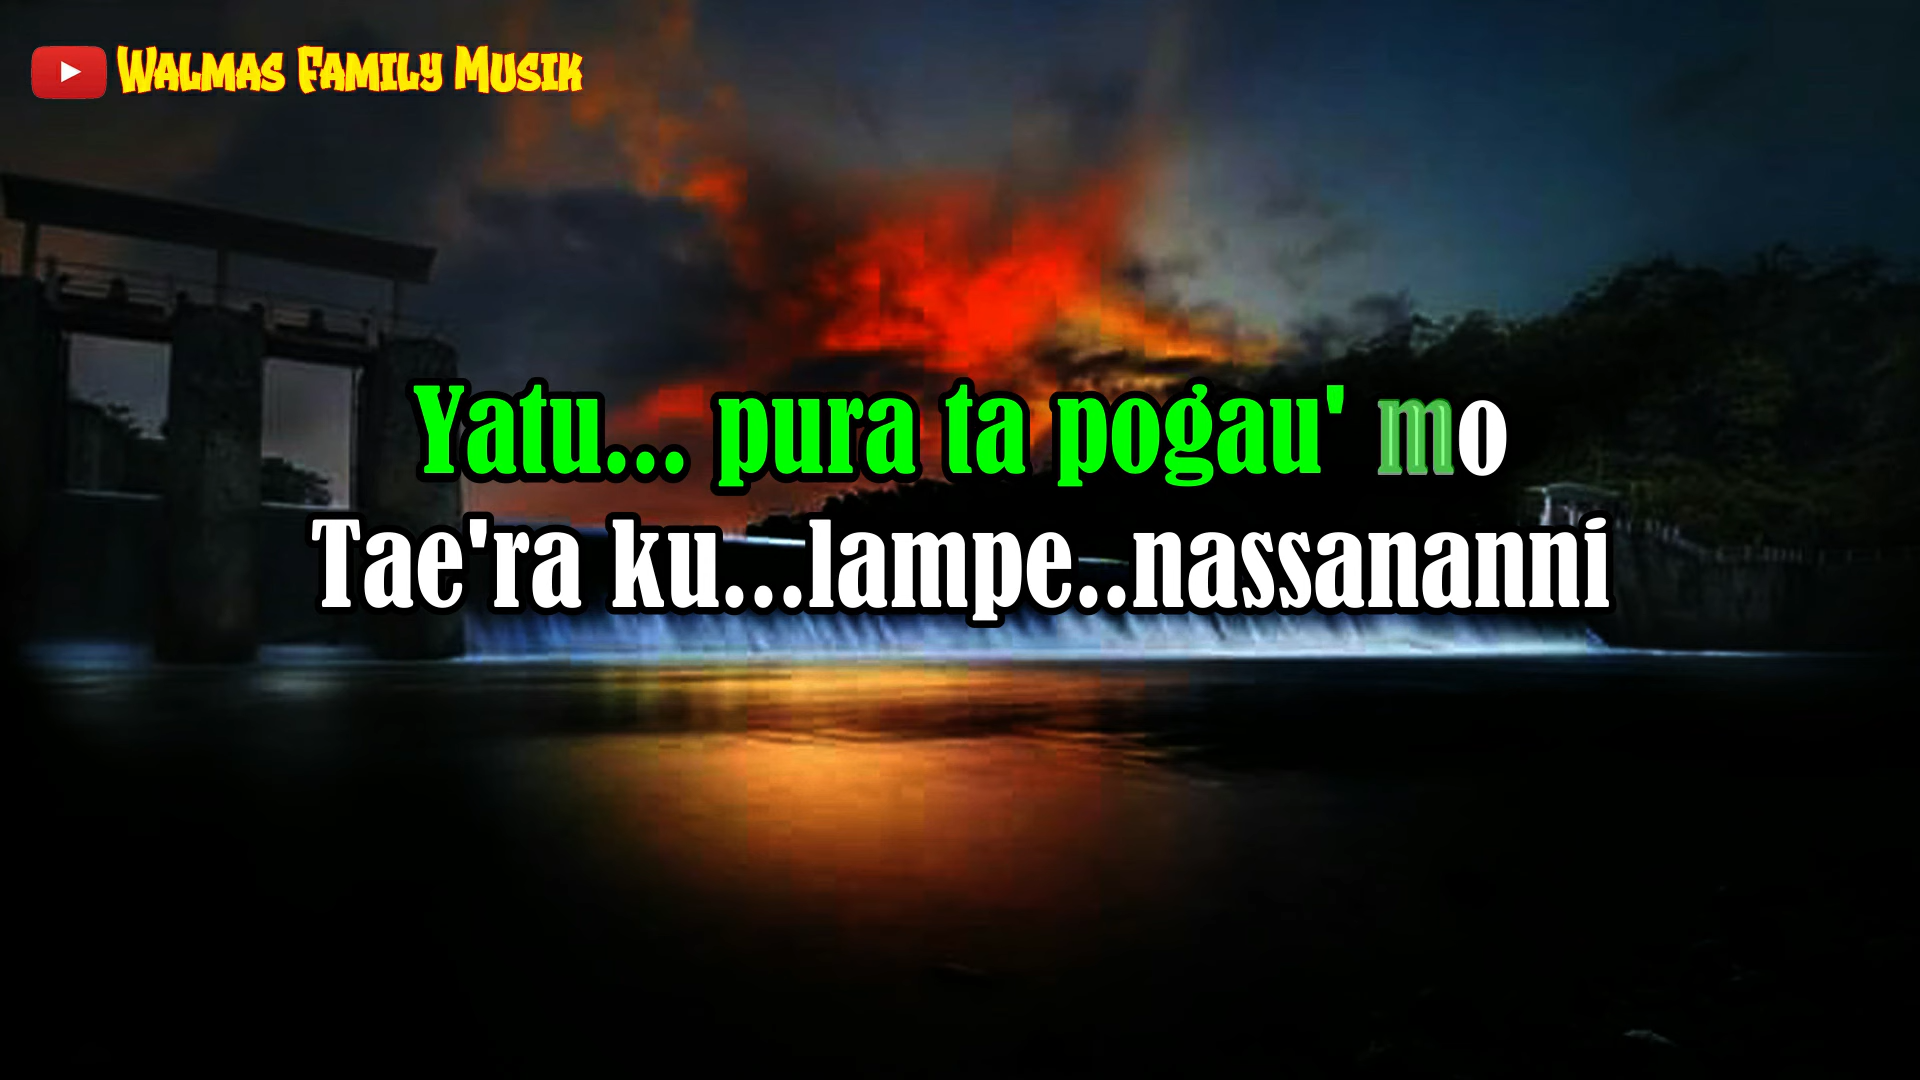 Walmas Family Musik
Yatu... pura ta pogau' mo
Tae'ra ku...lampe..nassananni